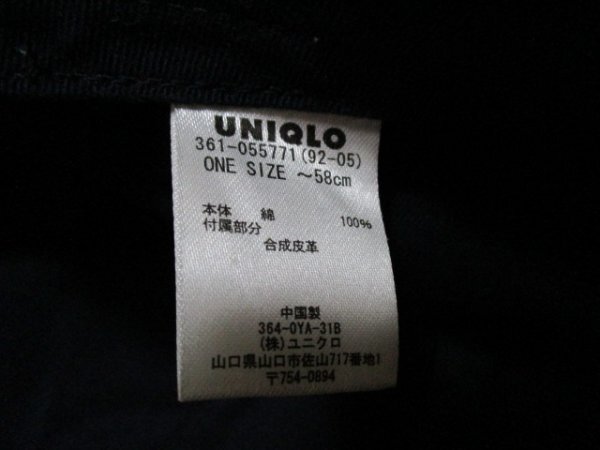 UNIQLO
361-055771(92-05)
ONE SIZE ～58cm
本体 綿 100%
付属部分
合成皮革
中国製
364-OYA-31B
(株)ユニクロ
山口県山口市佐山717番地1
〒754-0894